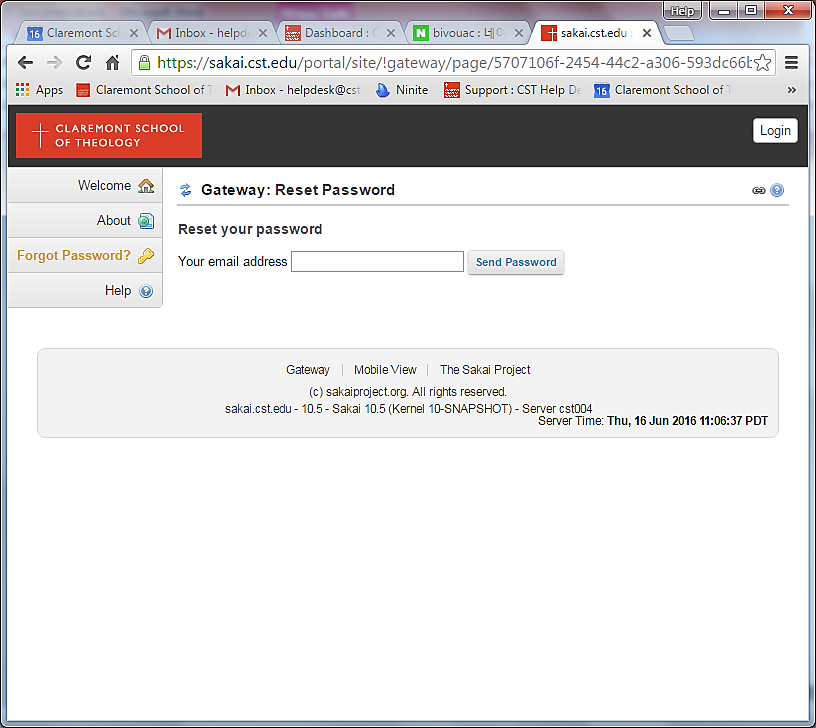 Help
Claremont Sc
Inbox - helpd
Dashboard : C
bivouac : 네이
sakai.cst.edu :
https://sakai.cst.edu/portal/site/!gateway/page/5707106f-2454-44c2-a306-593dc66b
Apps
Claremont School of T
Inbox - helpdesk@cst
Ninite
Support : CST Help De
16 Claremont School of T
»
CLAREMONT SCHOOL
OF THEOLOGY
Login
Welcome
About
Forgot Password?
Help
Gateway: Reset Password
Reset your password
Your email address
Send Password
Gateway | Mobile View | The Sakai Project
(c) sakaiproject.org. All rights reserved.
sakai.cst.edu - 10.5 - Sakai 10.5 (Kernel 10-SNAPSHOT) - Server cst004
Server Time: Thu, 16 Jun 2016 11:06:37 PDT